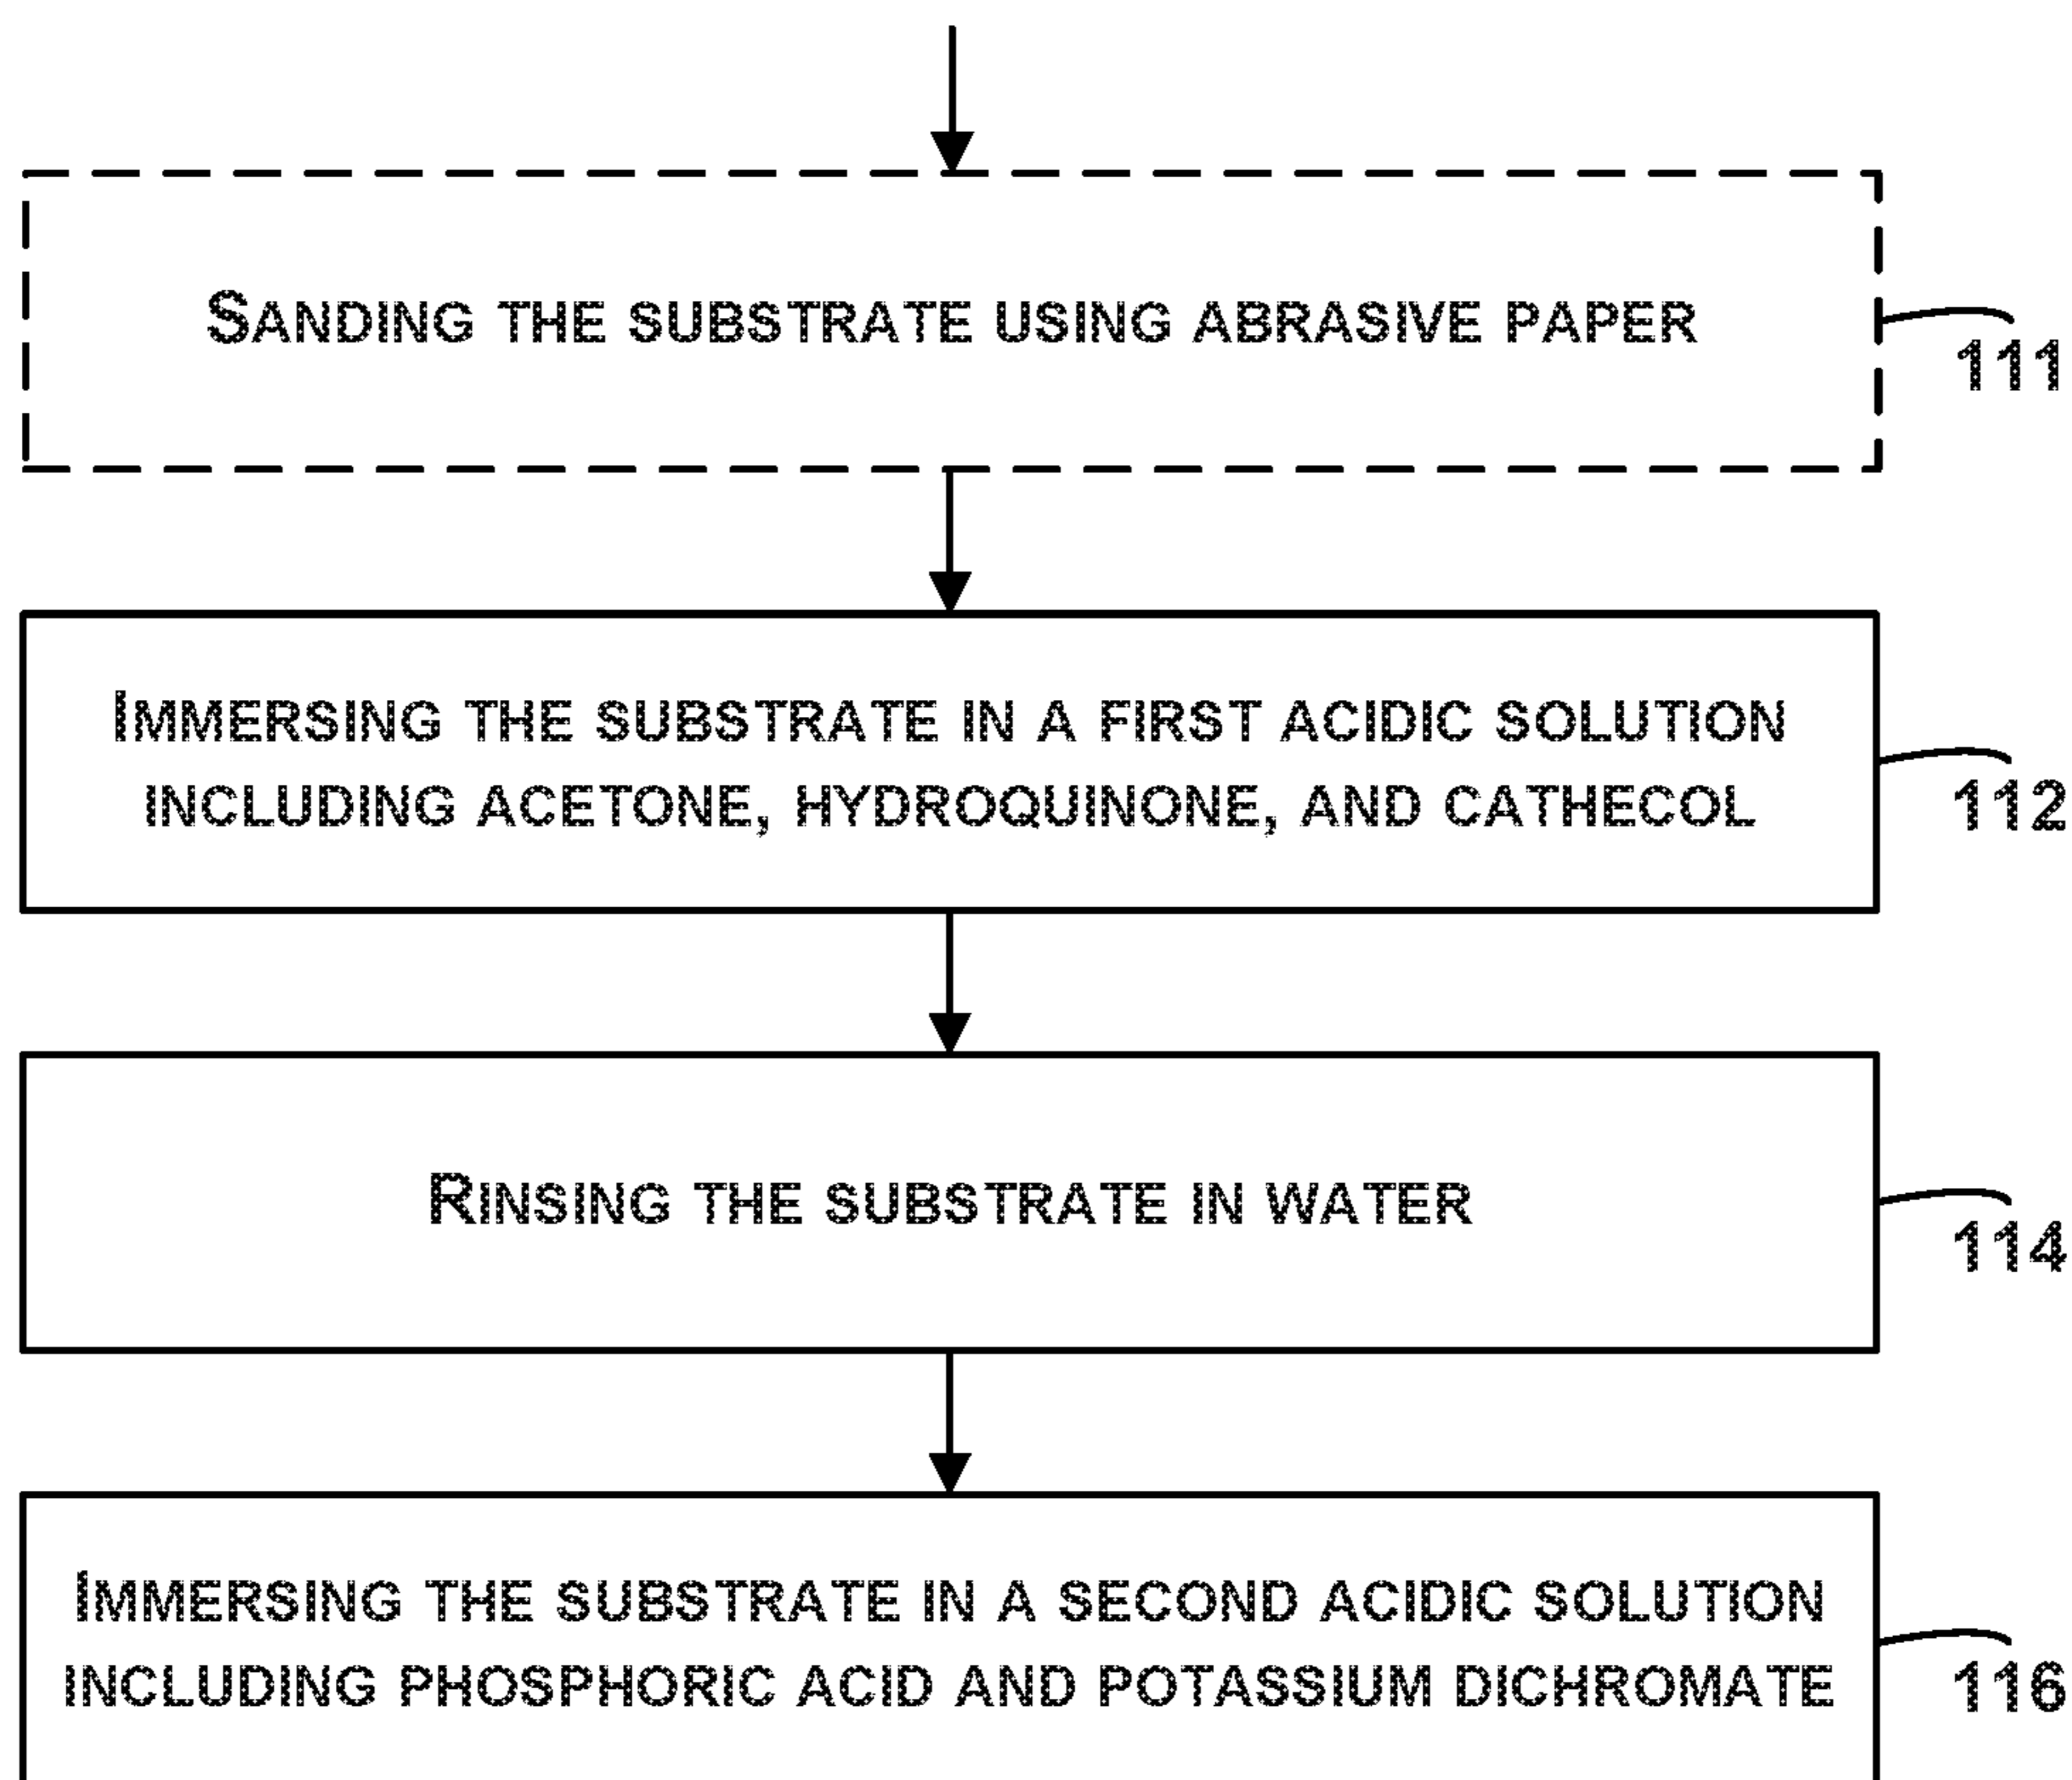 SANDING THE SUBSTRATE USING ABRASIVE PAPER
111
IMMERSING THE SUBSTRATE IN A FIRST ACIDIC SOLUTION
INCLUDING ACETONE, HYDROQUINONE, AND CATHECOL
112
RINSING THE SUBSTRATE IN WATER
114
IMMERSING THE SUBSTRATE IN A SECOND ACIDIC SOLUTION
INCLUDING PHOSPHORIC ACID AND POTASSIUM DICHROMATE
116